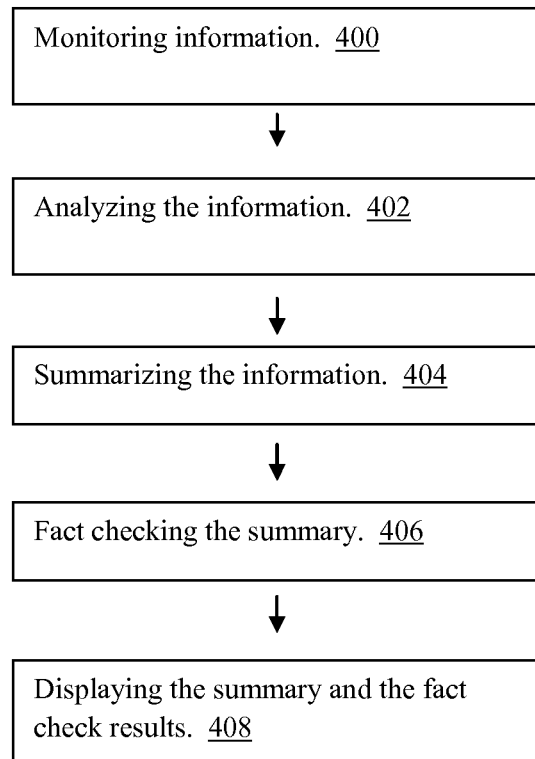 Monitoring information. 400
Analyzing the information. 402
Summarizing the information. 404
Fact checking the summary. 406
Displaying the summary and the fact
check results. 408